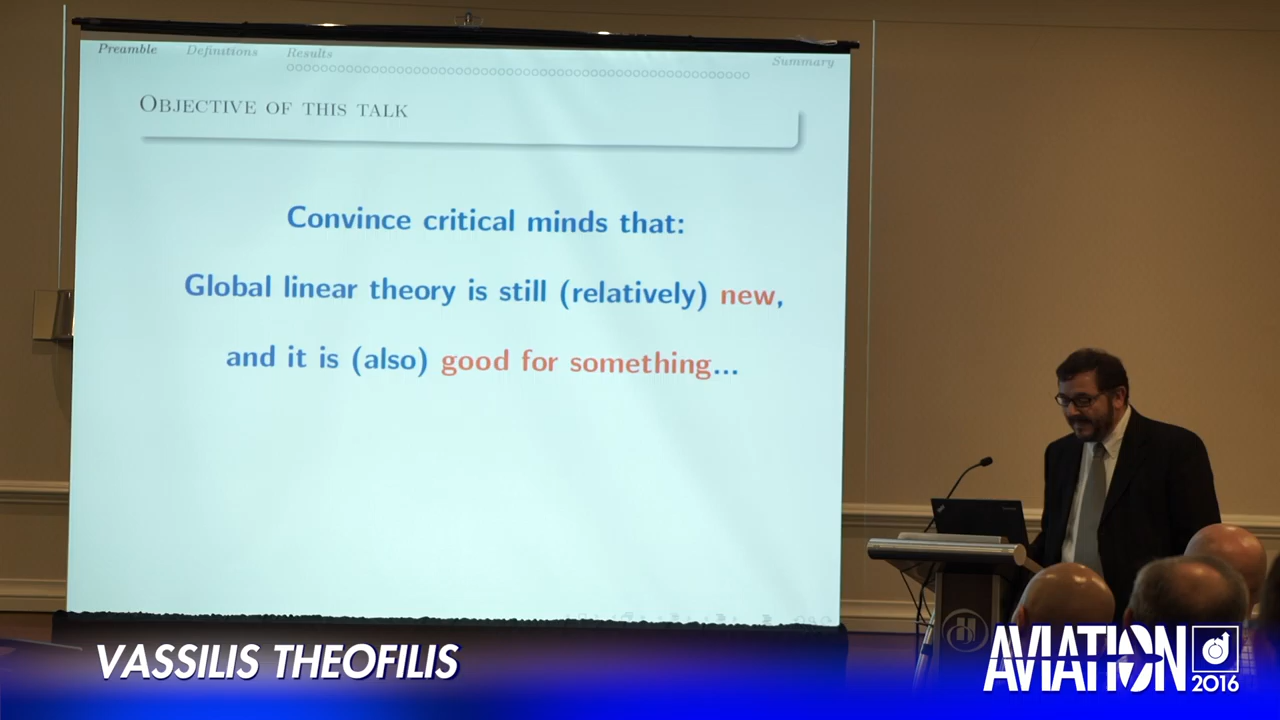 Preamble Definitions Results Summary
OBJECTIVE OF THIS TALK
Convince critical minds that:
Global linear theory is still (relatively) new,
and it is (also) good for something...
VASSILIS THEOFILIS
AVIATION
2016